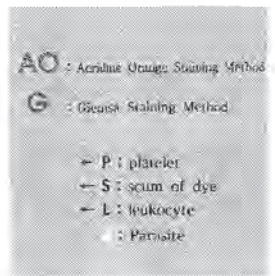 AO : Acridine Orange Staining Method
G : Giemsa Staining Method
← P : platelet
← S : scum of dye
← L : leukocyte
: Parasite